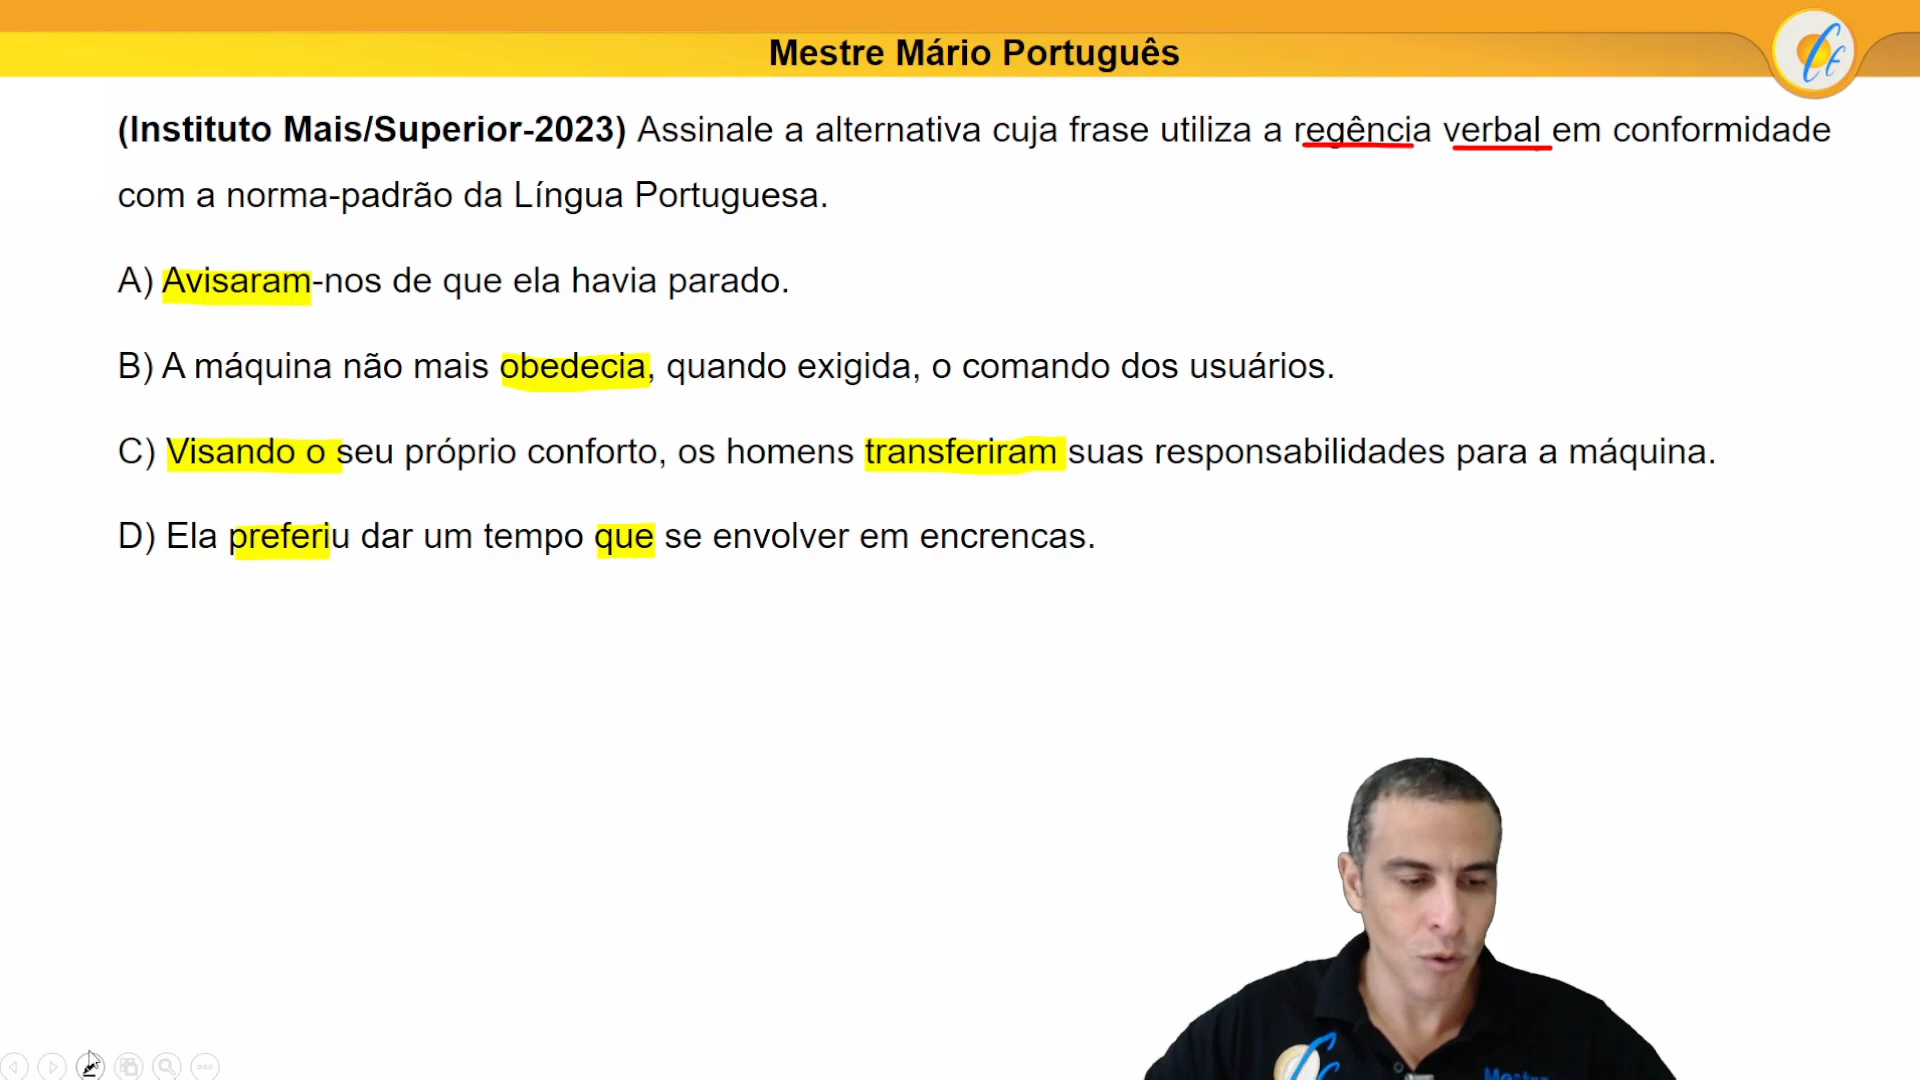 Mestre Mário Português
(Instituto Mais/Superior-2023) Assinale a alternativa cuja frase utiliza a regência verbal em conformidade
com a norma-padrão da Língua Portuguesa.
A) Avisaram-nos de que ela havia parado.
B) A máquina não mais obedecia, quando exigida, o comando dos usuários.
C) Visando o seu próprio conforto, os homens transferiram suas responsabilidades para a máquina.
D) Ela preferiu dar um tempo que se envolver em encrencas.